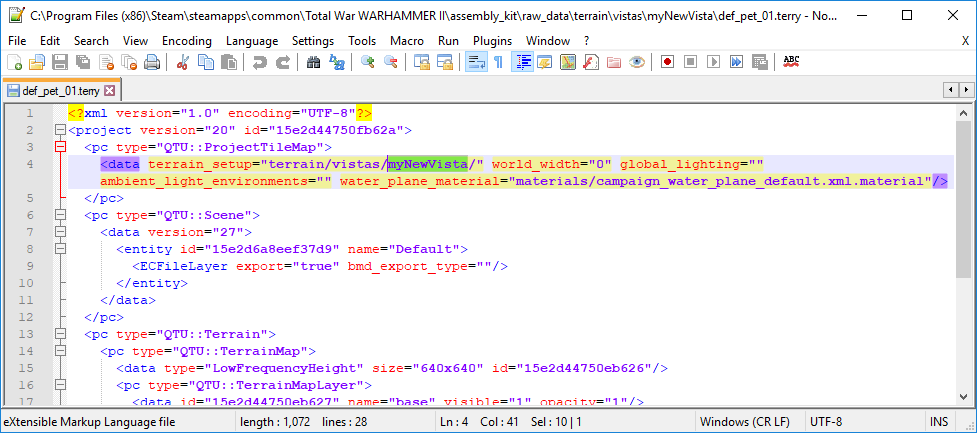 C:\Program Files (x86)\Steam\steamapps\common\Total War WARHAMMER II\assembly_kit\raw_data\terrain\vistas\myNewVista\def_pet_01.terry - No...
File Edit Search View Encoding Language Settings Tools Macro Run Plugins Window ? X
ABC
def_pet_01.terry
1 <?xml version="1.0" encoding="UTF-8"?>
2 <project version="20" id="15e2d44750fb62a">
3 <pc type="QTU::ProjectTileMap">
4 <data terrain_setup="terrain/vistas/myNewVista/" world_width="0" global_lighting=""
ambient_light_environments="" water_plane_material="materials/campaign_water_plane_default.xml.material"/>
5 </pc>
6 <pc type="QTU::Scene">
7 <data version="27">
8 <entity id="15e2d6a8eef37d9" name="Default">
9 <ECFileLayer export="true" bmd_export_type=""/>
10 </entity>
11 </data>
12 </pc>
13 <pc type="QTU::Terrain">
14 <pc type="QTU::TerrainMap">
15 <data type="LowFrequencyHeight" size="640x640" id="15e2d44750eb626"/>
16 <pc type="QTU::TerrainMapLayer">
17 <data id="15e2d44750eb627" name="base" visible="1" opacity="1"/>
eXtensible Markup Language file length : 1,072 lines : 28 Ln : 4 Col : 41 Sel : 10 | 1 Windows (CR LF) UTF-8 INS